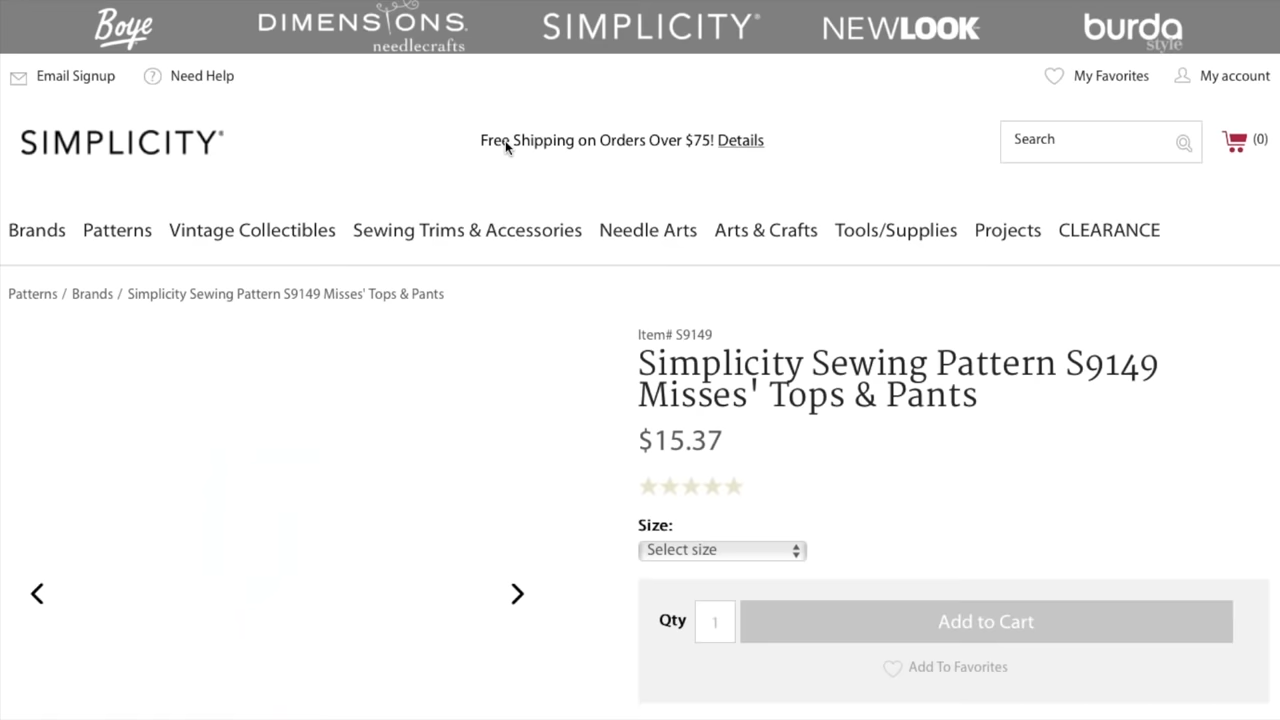 Boye DIMENSIONS® needlecrafts SIMPLICITY® NEWLOOK® burda style
Email Signup ? Need Help My Favorites My account
SIMPLICITY® Free Shipping on Orders Over $75! Details Search (0)
Brands Patterns Vintage Collectibles Sewing Trims & Accessories Needle Arts Arts & Crafts Tools/Supplies Projects CLEARANCE
Patterns / Brands / Simplicity Sewing Pattern S9149 Misses' Tops & Pants
Item# S9149
Simplicity Sewing Pattern S9149
Misses' Tops & Pants
$15.37
Size:
Select size
Qty 1 Add to Cart
Add To Favorites